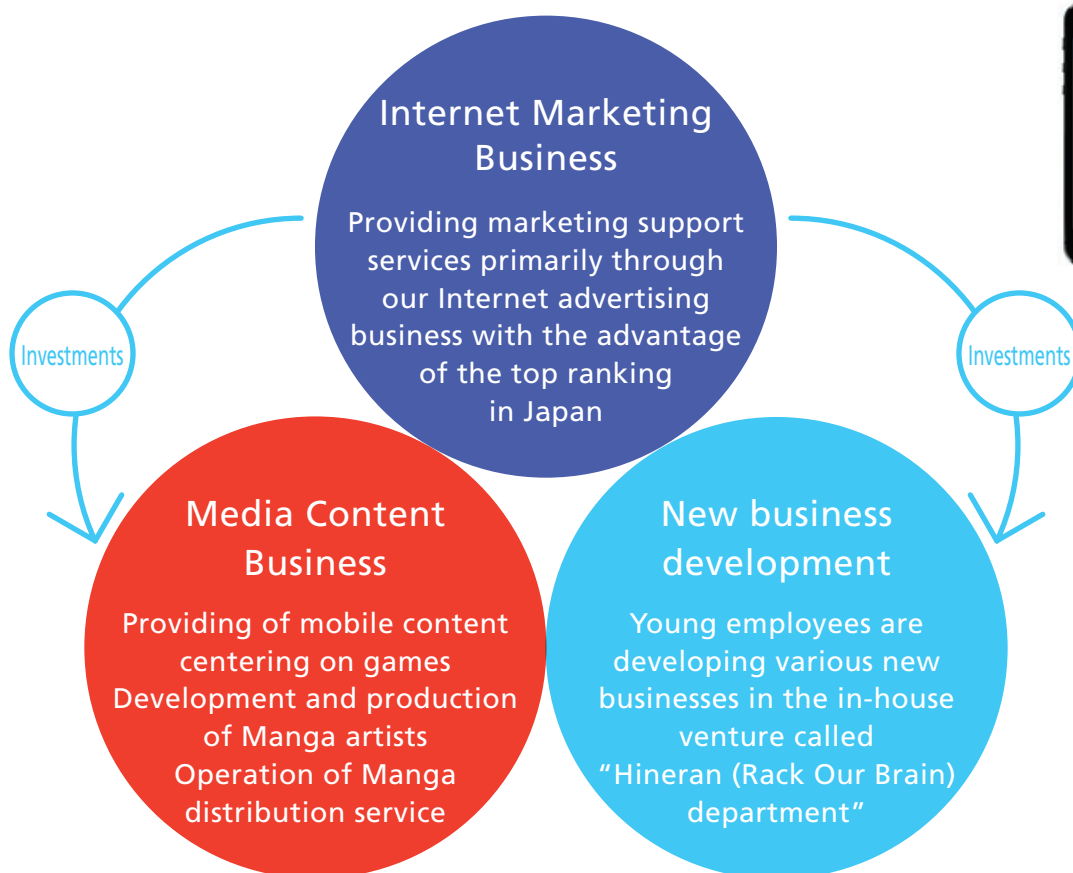 Internet Marketing
Business
Providing marketing support
services primarily through
our Internet advertising
business with the advantage
of the top ranking
in Japan
Investments
Investments
Media Content
Business
Providing of mobile content
centering on games
Development and production
of Manga artists
Operation of Manga
distribution service
New business
development
Young employees are
developing various new
businesses in the in-house
venture called
“Hineran (Rack Our Brain)
department”